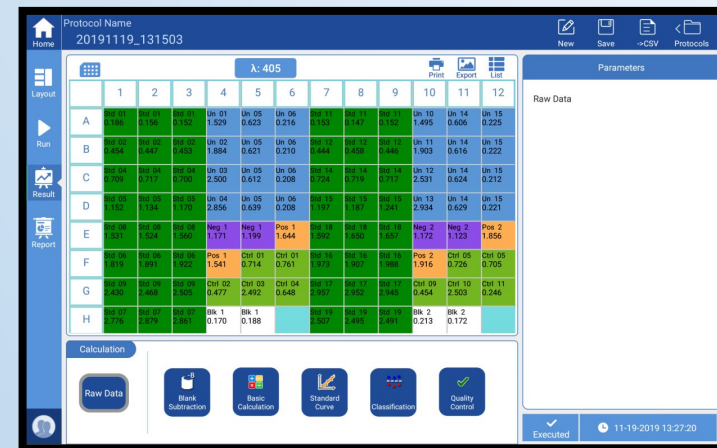 Protocol Name
20191119_131503
Home
New
Save
->CSV
Protocols
Layout
Run
Result
Report
λ: 405
Print
Export
List
Parameters
Raw Data
1 2 3 4 5 6 7 8 9 10 11 12
Std 01 Std 01 Std 01 Un 01 Un 05 Un 06 Std 11 Std 11 Std 11 Un 10 Un 14 Un 15
A 0.186 0.156 0.152 1.529 0.623 0.216 0.153 0.147 0.152 1.495 0.606 0.225
Std 02 Std 02 Std 02 Un 02 Un 05 Un 06 Std 12 Std 12 Std 12 Un 11 Un 14 Un 15
B 0.454 0.447 0.453 1.884 0.621 0.210 0.444 0.458 0.446 1.903 0.616 0.222
Std 04 Std 04 Std 04 Un 03 Un 05 Un 06 Std 14 Std 14 Std 14 Un 12 Un 14 Un 15
C 0.709 0.717 0.700 2.500 0.612 0.208 0.724 0.719 0.717 2.531 0.624 0.212
Std 05 Std 05 Std 05 Un 04 Un 05 Un 06 Std 15 Std 15 Std 15 Un 13 Un 14 Un 15
D 1.152 1.134 1.170 2.856 0.639 0.208 1.197 1.187 1.241 2.934 0.629 0.221
Std 08 Std 08 Std 08 Neg 1 Neg 1 Pos 1 Std 18 Std 18 Std 18 Neg 2 Neg 2 Pos 2
E 1.531 1.524 1.560 1.171 1.199 1.644 1.592 1.650 1.657 1.172 1.123 1.856
Std 06 Std 06 Std 06 Pos 1 Ctrl 01 Ctrl 01 Std 16 Std 16 Std 16 Pos 2 Ctrl 05 Ctrl 05
F 1.819 1.891 1.922 1.541 0.714 0.761 1.973 1.907 1.988 1.916 0.726 0.705
Std 09 Std 09 Std 09 Ctrl 02 Ctrl 03 Ctrl 04 Std 17 Std 17 Std 17 Ctrl 09 Ctrl 10 Ctrl 11
G 2.430 2.468 2.505 0.477 2.492 0.648 2.957 2.952 2.945 0.454 2.503 0.246
Std 07 Std 07 Std 07 Blk 1 Blk 1 Std 19 Std 19 Std 19 Blk 2 Blk 2
H 2.776 2.879 2.861 0.170 0.188 2.507 2.495 2.491 0.213 0.172
Calculation
Raw Data
-B
Blank
Subtraction
Basic
Calculation
Standard
Curve
Classification
Quality
Control
Executed
11-19-2019 13:27:20